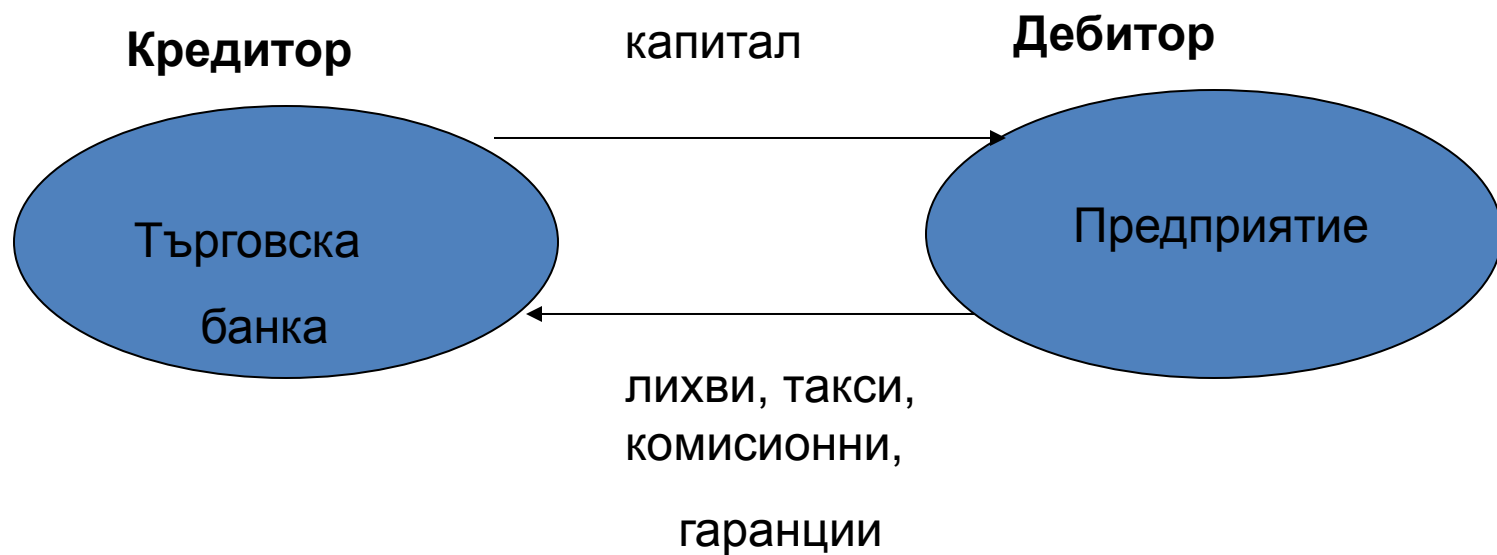 Кредитор
капитал
Дебитор
Търговска
банка
Предприятие
лихви, такси,
комисионни,
гаранции